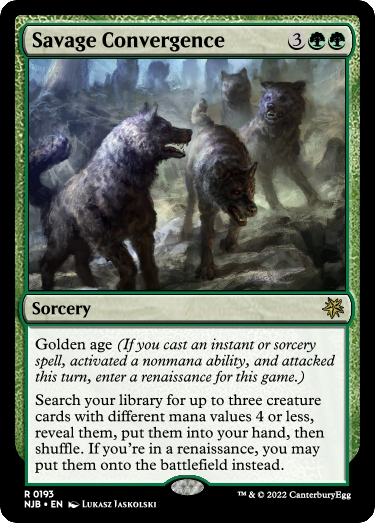 Savage Convergence 3
Sorcery
Golden age (If you cast an instant or sorcery
spell, activated a nonmana ability, and attacked
this turn, enter a renaissance for this game.)
Search your library for up to three creature
cards with different mana values 4 or less,
reveal them, put them into your hand, then
shuffle. If you're in a renaissance, you may
put them onto the battlefield instead.
R 0193
NJB • EN LUKASZ JASKOLSKI
™ & © 2022 CanterburyEgg